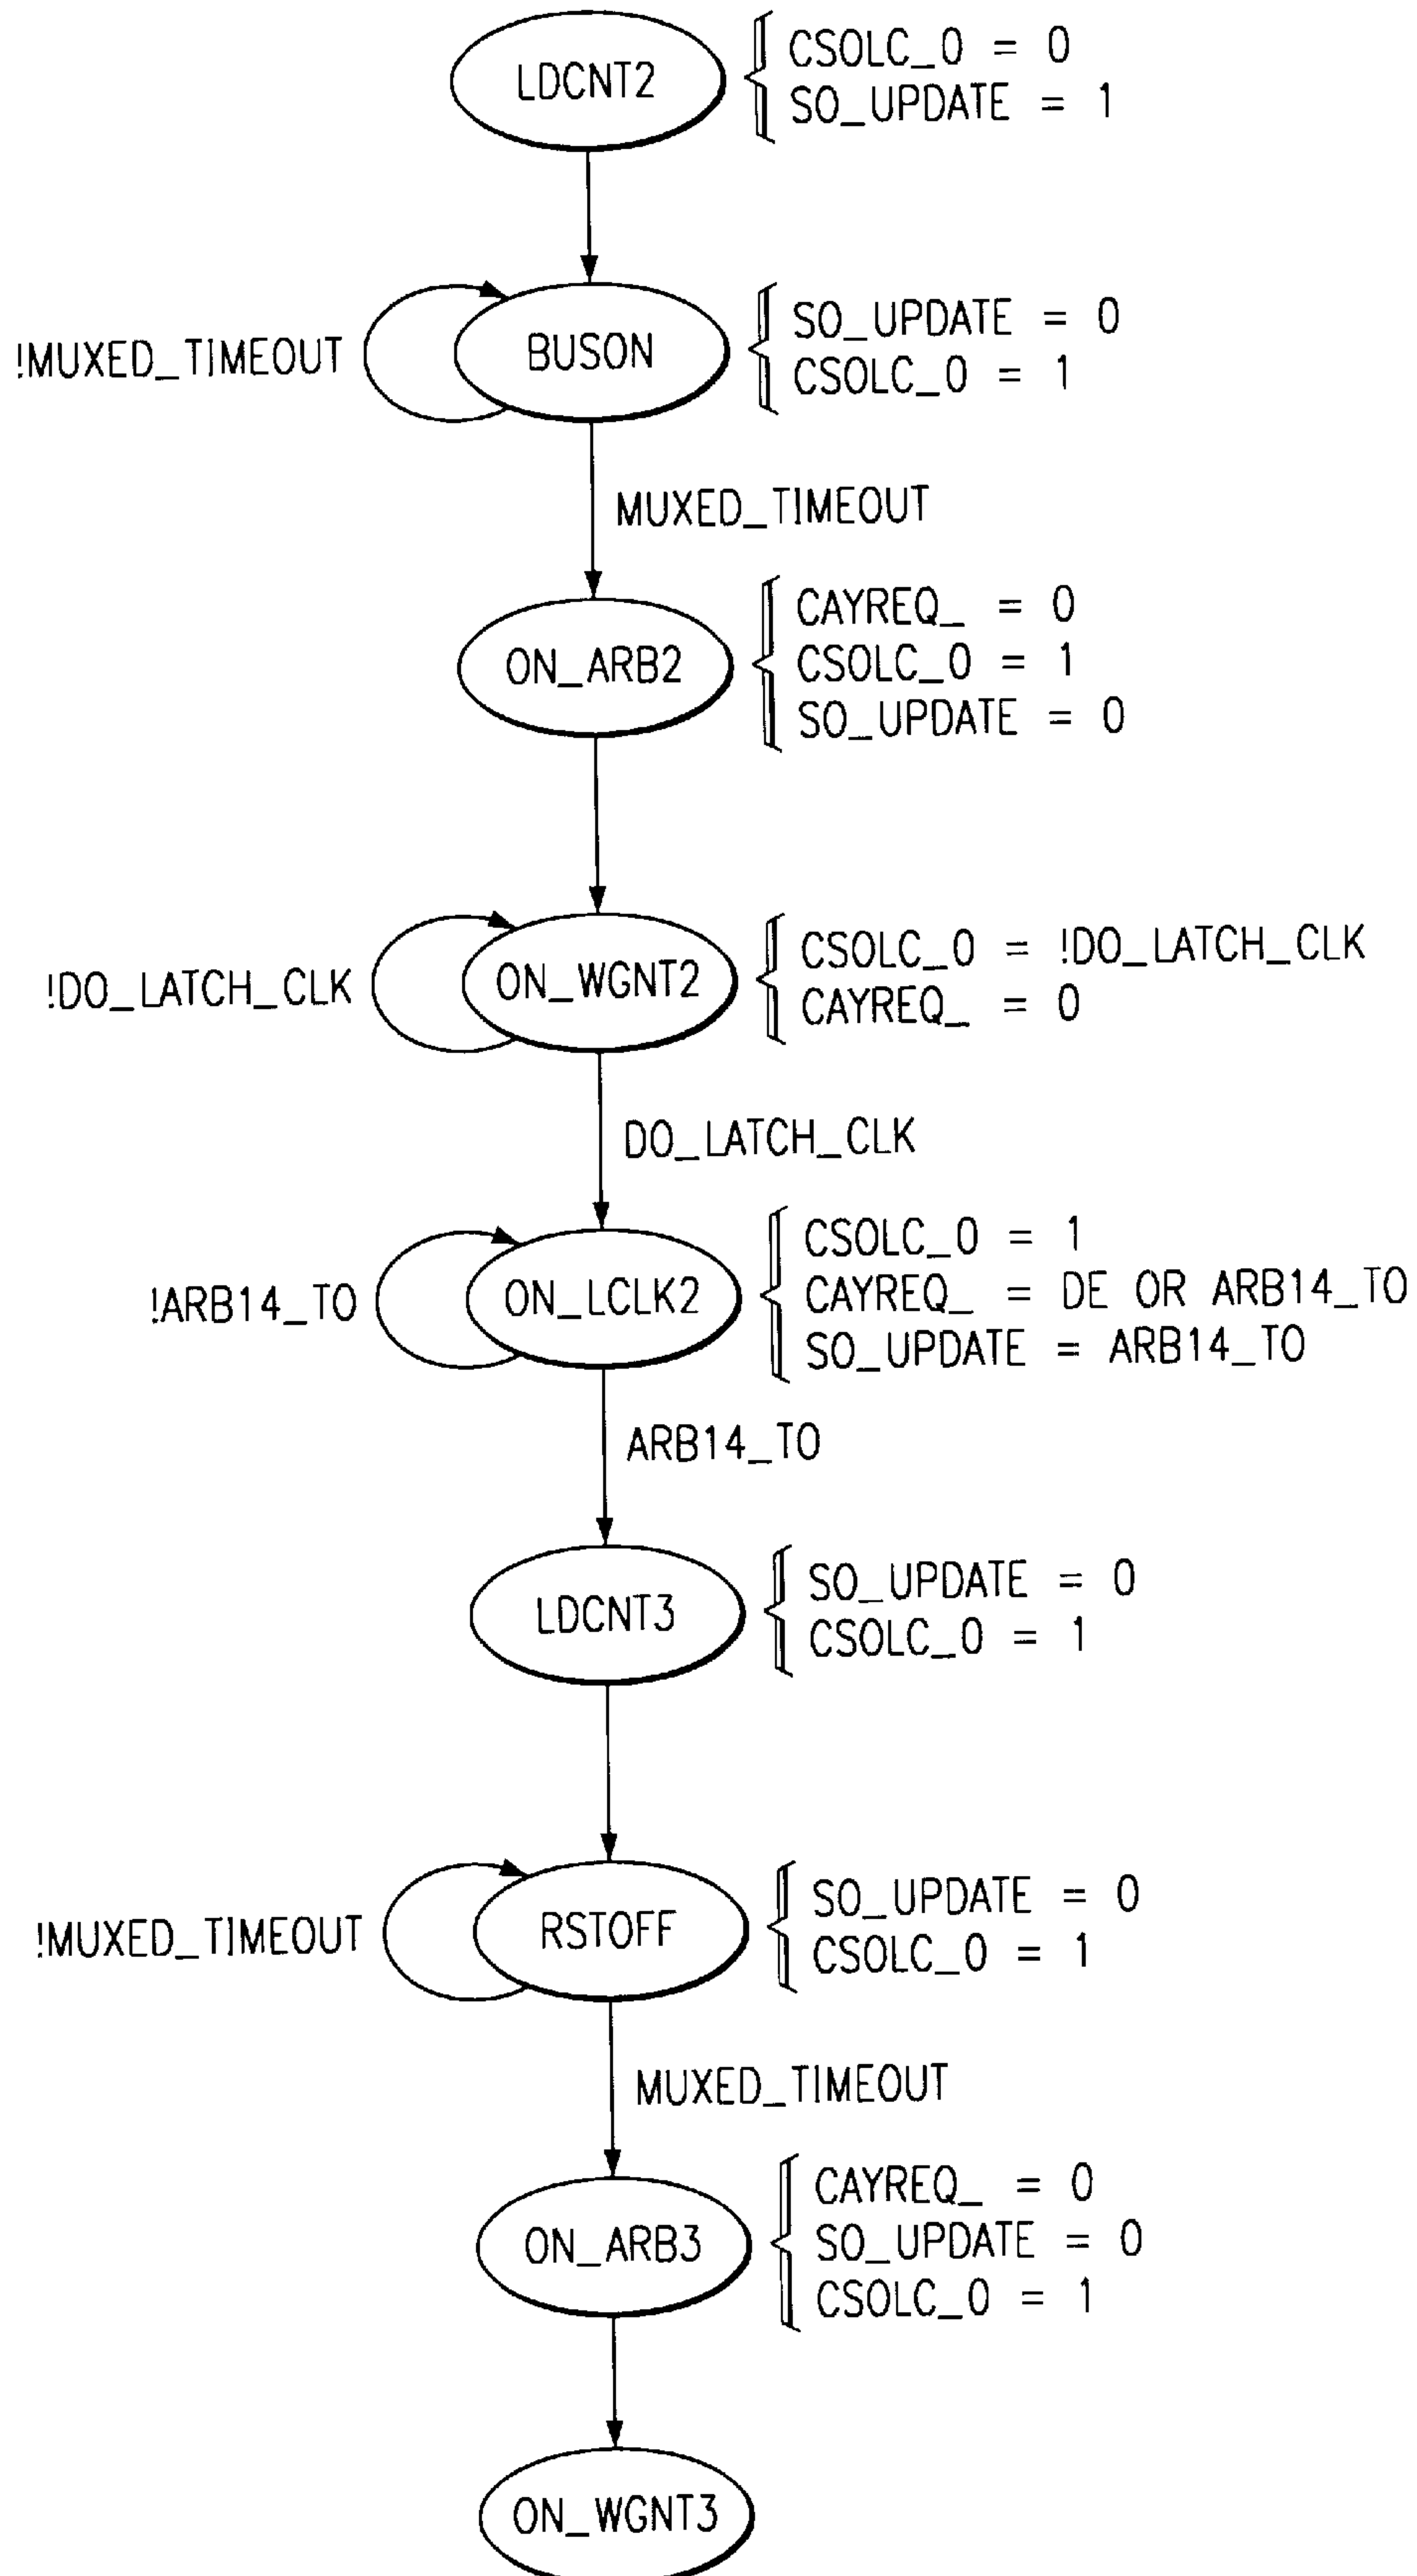 LDCNT2
CSOLC_0 = 0
SO_UPDATE = 1
!MUXED_TIMEOUT
BUSON
SO_UPDATE = 0
CSOLC_0 = 1
MUXED_TIMEOUT
ON_ARB2
CAYREQ_ = 0
CSOLC_0 = 1
SO_UPDATE = 0
!DO_LATCH_CLK
ON_WGNT2
CSOLC_0 = !DO_LATCH_CLK
CAYREQ_ = 0
DO_LATCH_CLK
!ARB14_TO
ON_LCLK2
CSOLC_0 = 1
CAYREQ_ = DE OR ARB14_TO
SO_UPDATE = ARB14_TO
ARB14_TO
LDCNT3
SO_UPDATE = 0
CSOLC_0 = 1
!MUXED_TIMEOUT
RSTOFF
SO_UPDATE = 0
CSOLC_0 = 1
MUXED_TIMEOUT
ON_ARB3
CAYREQ_ = 0
SO_UPDATE = 0
CSOLC_0 = 1
ON_WGNT3